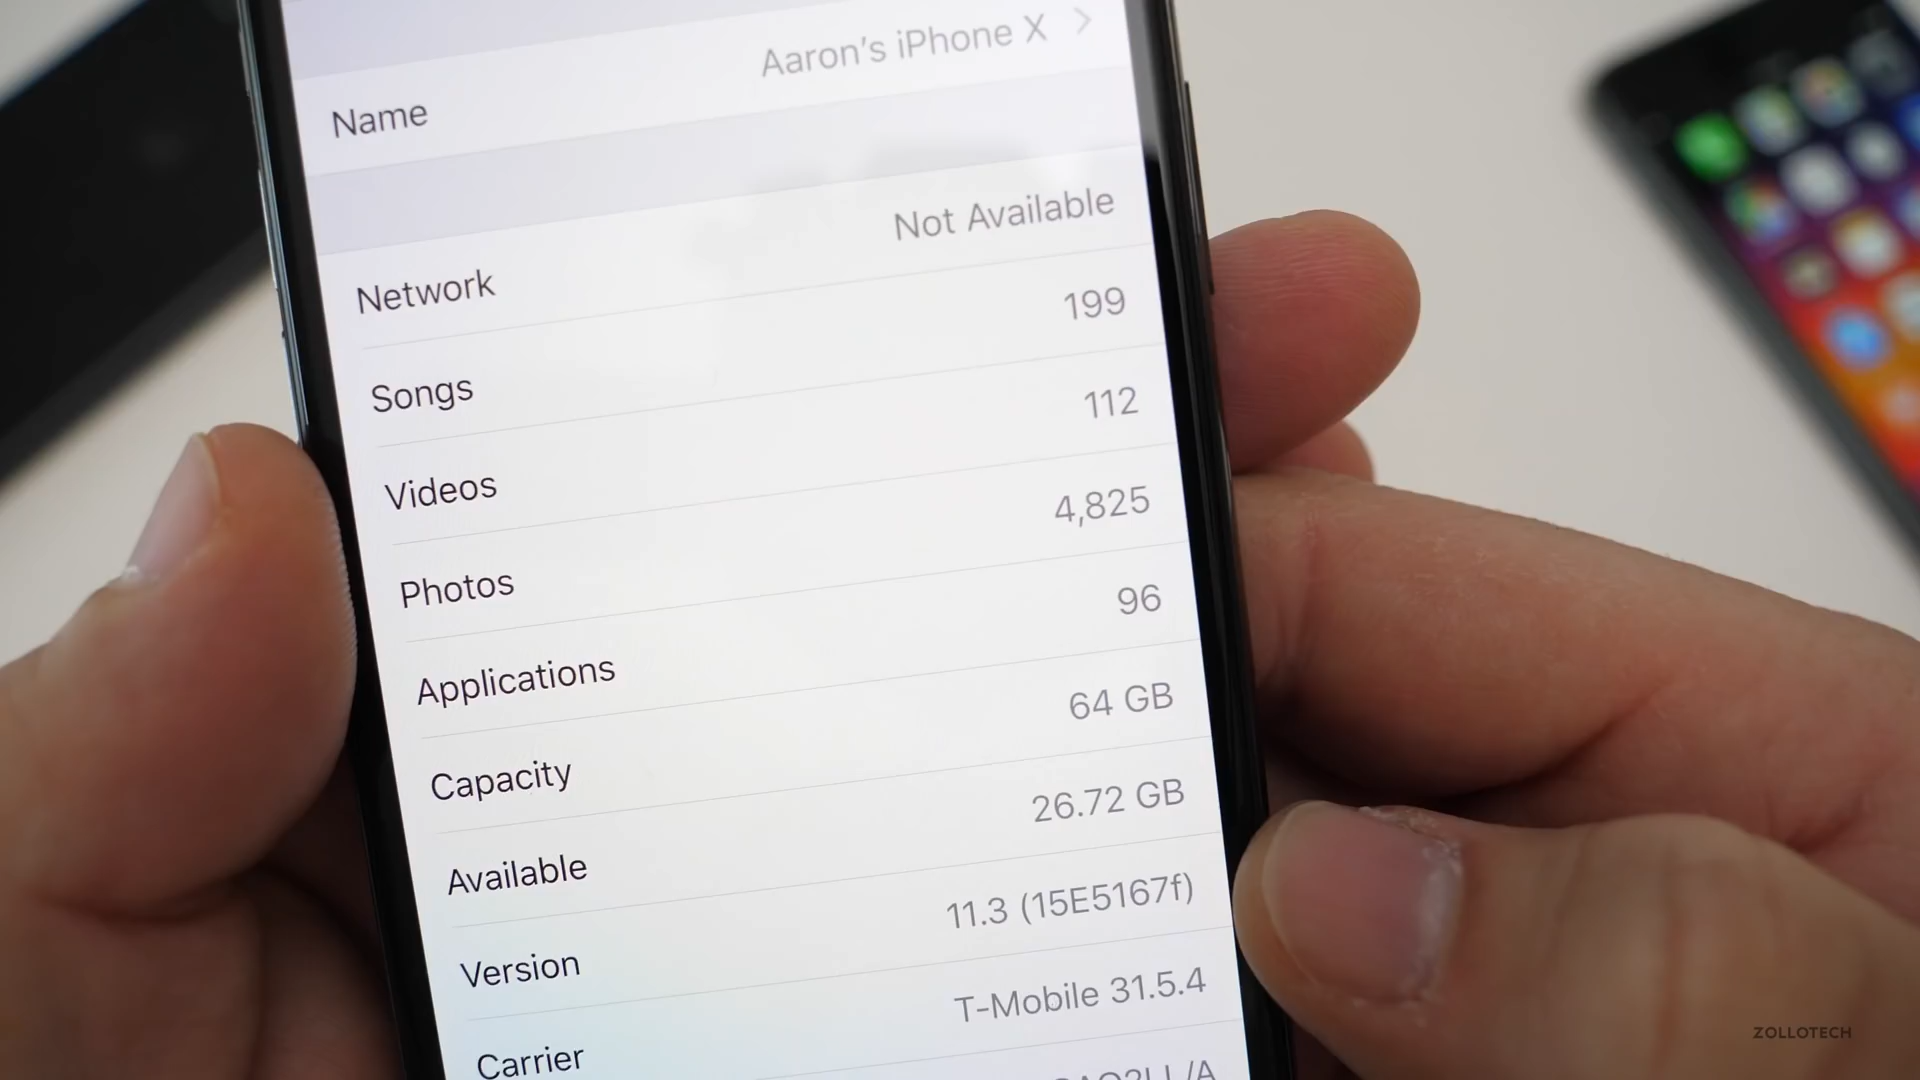 Name Aaron's iPhone X
Network Not Available
Songs 199
Videos 112
Photos 4,825
Applications 96
Capacity 64 GB
Available 26.72 GB
Version 11.3 (15E5167f)
Carrier T-Mobile 31.5.4
ZOLLOTECH